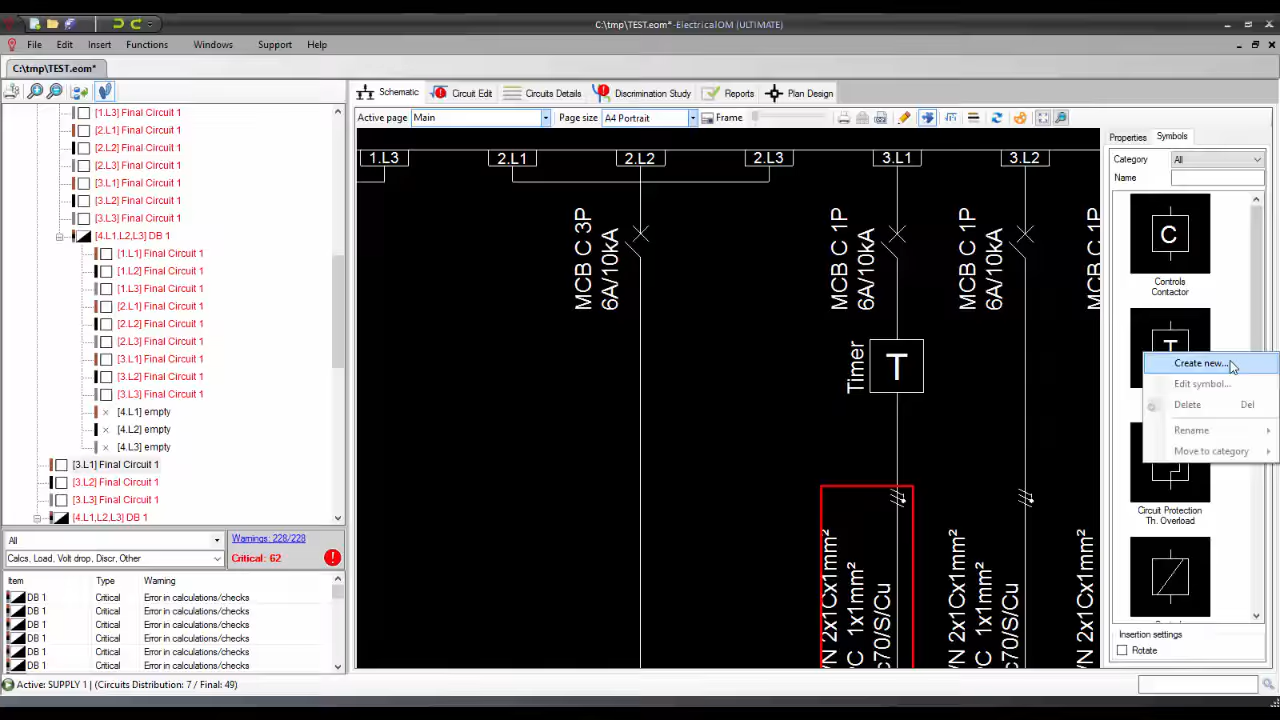 C:\tmp\TEST.eom* -ElectricalOM (ULTIMATE)
File Edit Insert Functions Windows Support Help
C:\tmp\TEST.eom*
[1.L3] Final Circuit 1
[2.L1] Final Circuit 1
[2.L2] Final Circuit 1
[2.L3] Final Circuit 1
[3.L1] Final Circuit 1
[3.L2] Final Circuit 1
[3.L3] Final Circuit 1
[4.L1,L2,L3] DB 1
[1.L1] Final Circuit 1
[1.L2] Final Circuit 1
[1.L3] Final Circuit 1
[2.L1] Final Circuit 1
[2.L2] Final Circuit 1
[2.L3] Final Circuit 1
[3.L1] Final Circuit 1
[3.L2] Final Circuit 1
[3.L3] Final Circuit 1
[4.L1] empty
[4.L2] empty
[4.L3] empty
[3.L1] Final Circuit 1
[3.L2] Final Circuit 1
[3.L3] Final Circuit 1
[4.L1,L2,L3] DB 1
All
Warnings: 228/228
Calcs, Load, Volt drop, Discr, Other
Critical: 62
Item Type Warning
DB 1 Critical Error in calculations/checks
DB 1 Critical Error in calculations/checks
DB 1 Critical Error in calculations/checks
DB 1 Critical Error in calculations/checks
DB 1 Critical Error in calculations/checks
DB 1 Critical Error in calculations/checks
Schematic Circuit Edit Circuits Details Discrimination Study Reports Plan Design
Active page Main Page size A4 Portrait Frame
1.L3 2.L1 2.L2 2.L3 3.L1 3.L2
MCB C 3P
6A/10kA
MCB C 1P
6A/10kA
MCB C 1P
6A/10kA
MCB C 1P
Timer
T
2x1Cx1mm²
1x1mm²
c70/S/Cu
2x1Cx1mm²
1x1mm²
c70/S/Cu
2x1Cx1mm²
Properties Symbols
Category All
Name
C
Controls
Contactor
T
Create new...
Edit symbol...
Delete Del
Rename
Move to category
Circuit Protection
Th. Overload
Insertion settings
Rotate
Active: SUPPLY 1 | (Circuits Distribution: 7 / Final: 49)